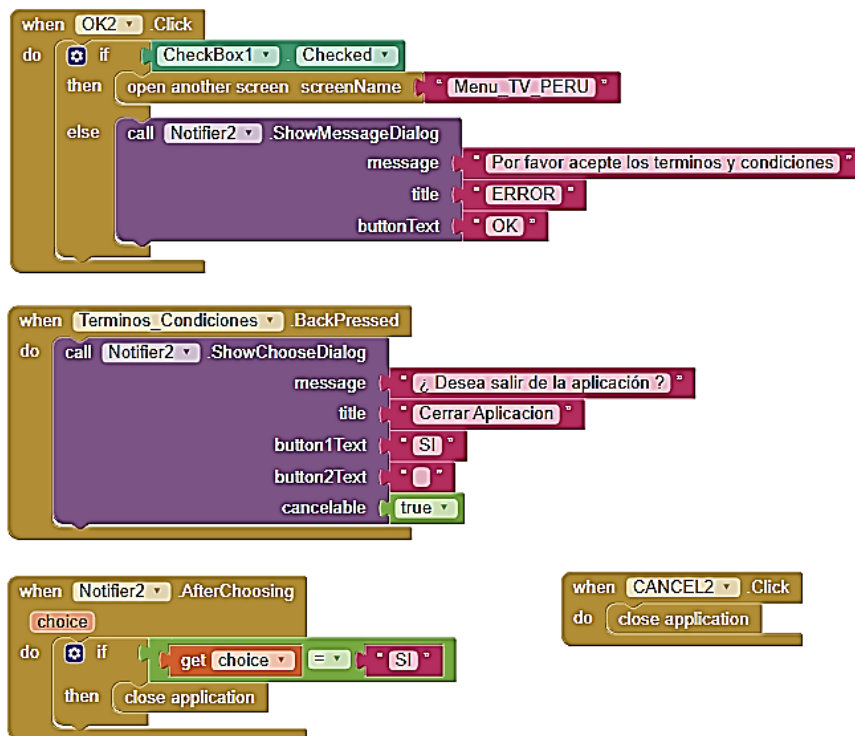 when OK2 .Click
do if CheckBox1 . Checked
then open another screen screenName " Menu_TV_PERU "
else call Notifier2 .ShowMessageDialog
message " Por favor acepte los terminos y condiciones "
title " ERROR "
buttonText " OK "
when Terminos_Condiciones .BackPressed
do call Notifier2 .ShowChooseDialog
message " ¿ Desea salir de la aplicación ? "
title " Cerrar Aplicacion "
button1Text " SI "
button2Text " "
cancelable true
when Notifier2 .AfterChoosing
choice
do if get choice = " SI "
then close application
when CANCEL2 .Click
do close application